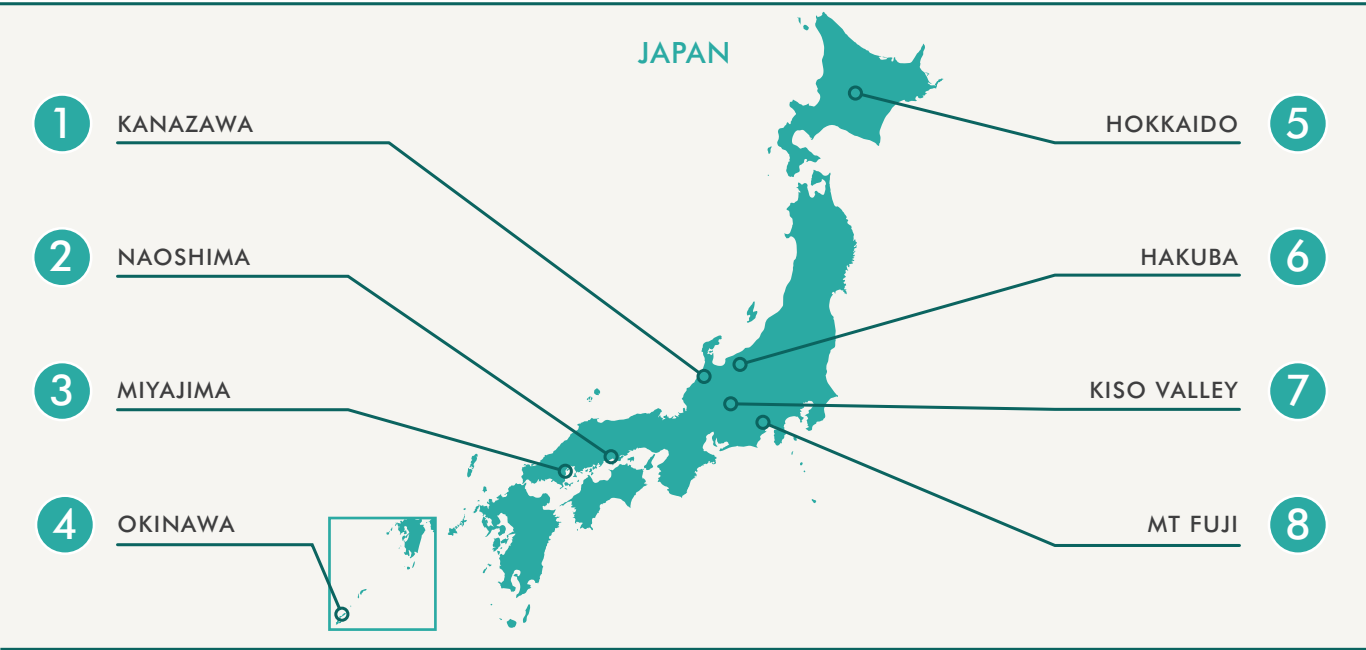 JAPAN
1 KANAZAWA
2 NAOSHIMA
3 MIYAJIMA
4 OKINAWA
HOKKAIDO 5
HAKUBA 6
KISO VALLEY 7
MT FUJI 8